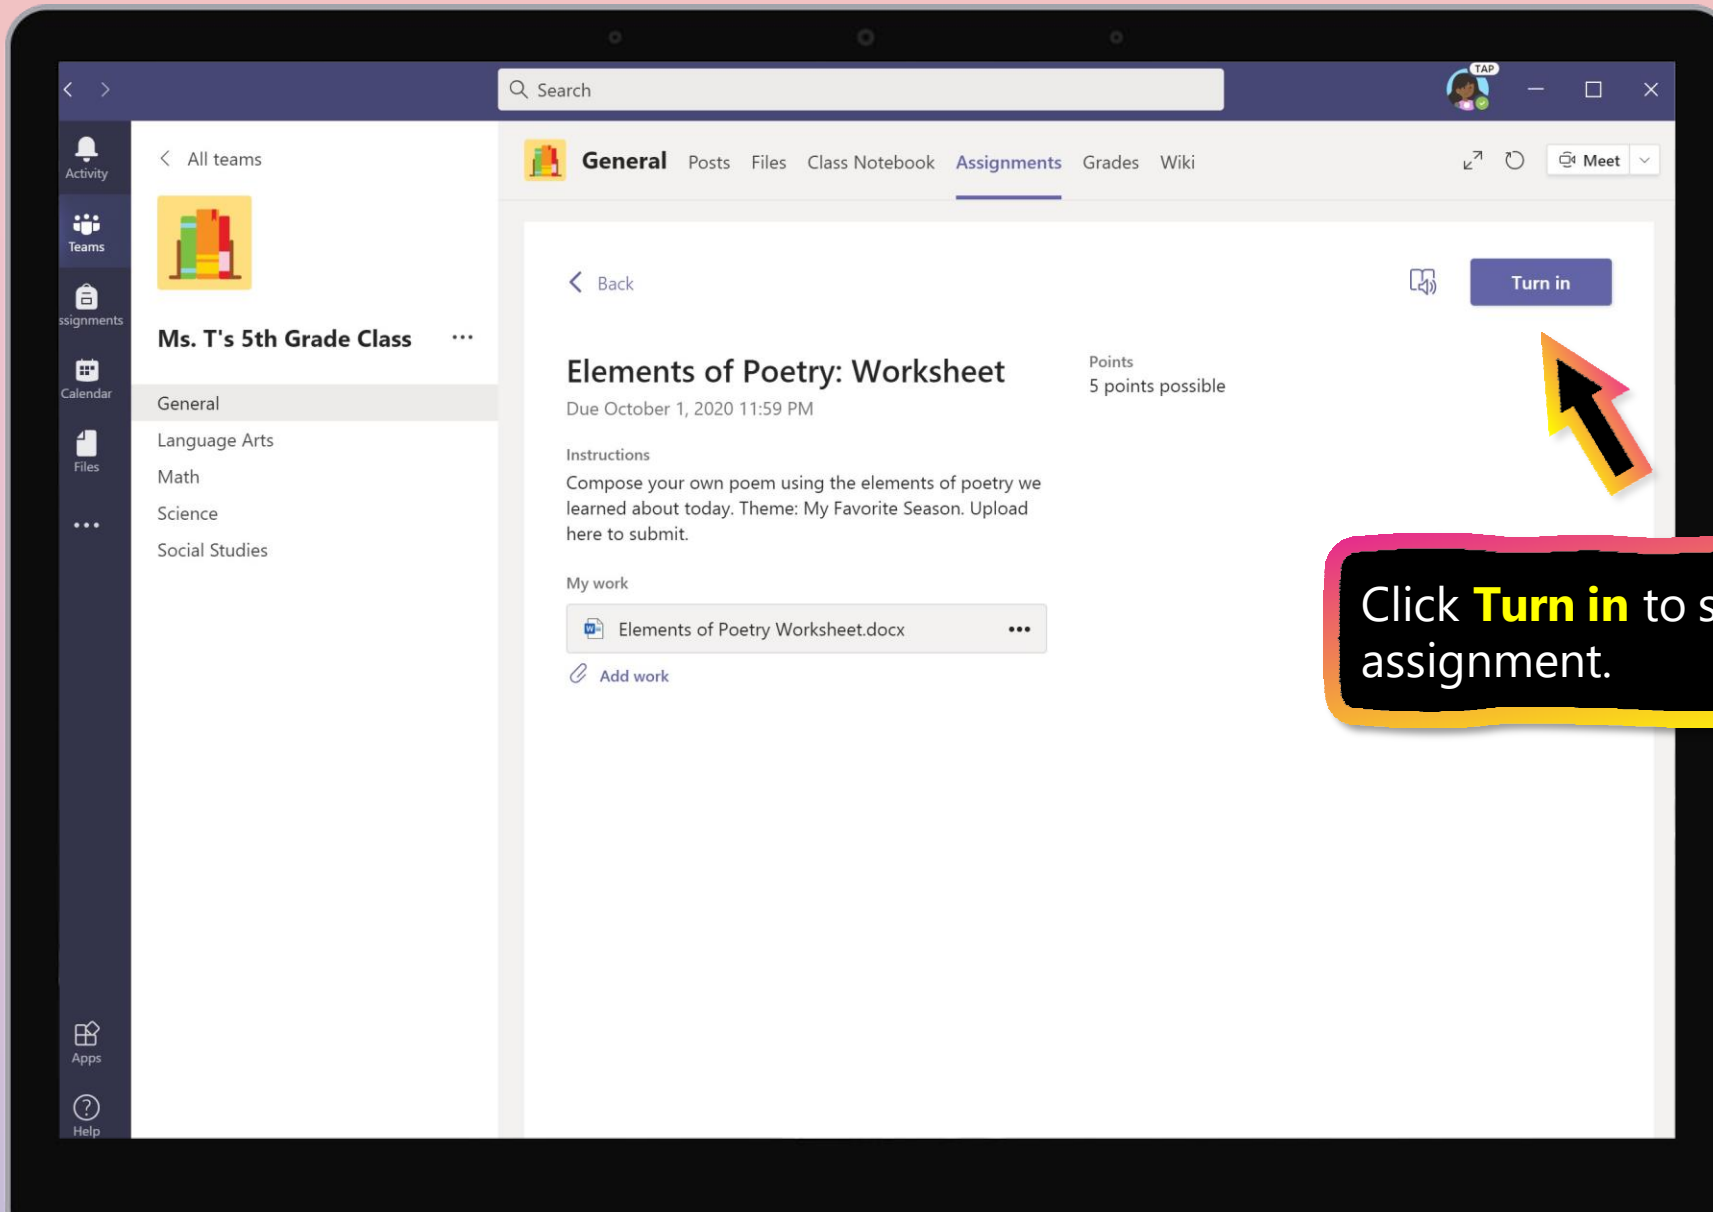 Search
TAP
Activity
Teams
ssignments
Calendar
Files
Apps
Help
All teams
Ms. T's 5th Grade Class
General
Language Arts
Math
Science
Social Studies
General Posts Files Class Notebook Assignments Grades Wiki
Meet
Back
Turn in
Elements of Poetry: Worksheet
Due October 1, 2020 11:59 PM
Points
5 points possible
Instructions
Compose your own poem using the elements of poetry we
learned about today. Theme: My Favorite Season. Upload
here to submit.
My work
Elements of Poetry Worksheet.docx
Add work
Click Turn in to s
assignment.